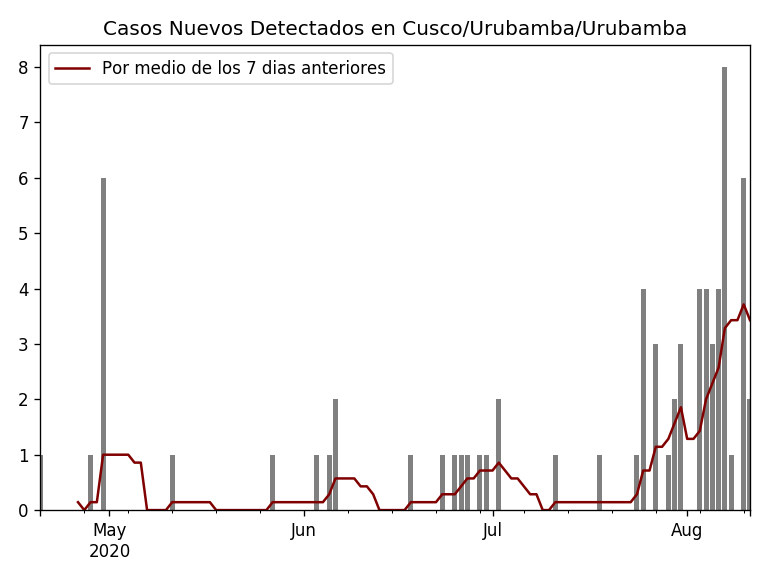 Casos Nuevos Detectados en Cusco/Urubamba/Urubamba
Por medio de los 7 dias anteriores
8
7
6
5
4
3
2
1
0
May
2020
Jun
Jul
Aug